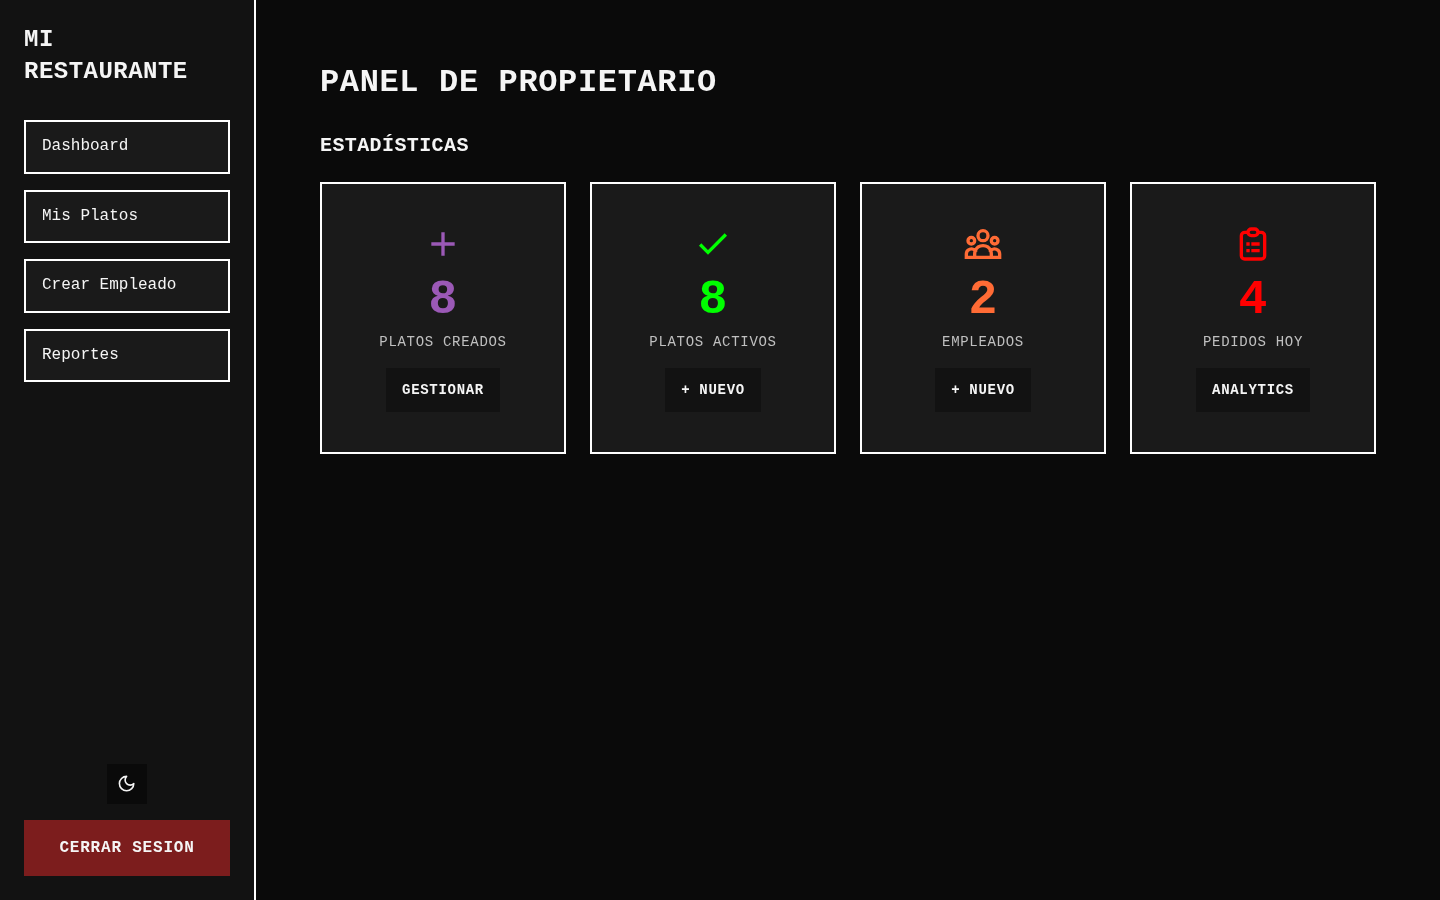 MI
RESTAURANTE
Dashboard
Mis Platos
Crear Empleado
Reportes
CERRAR SESION
PANEL DE PROPIETARIO
ESTADÍSTICAS
8
PLATOS CREADOS
GESTIONAR
8
PLATOS ACTIVOS
+ NUEVO
2
EMPLEADOS
+ NUEVO
4
PEDIDOS HOY
ANALYTICS